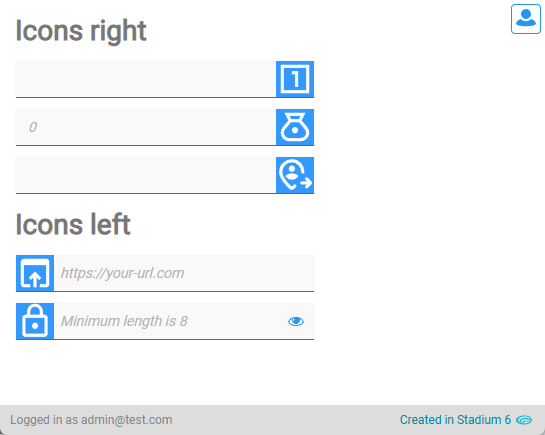 Icons right
1
0
Icons left
https://your-url.com
Minimum length is 8
Logged in as admin@test.com
Created in Stadium 6